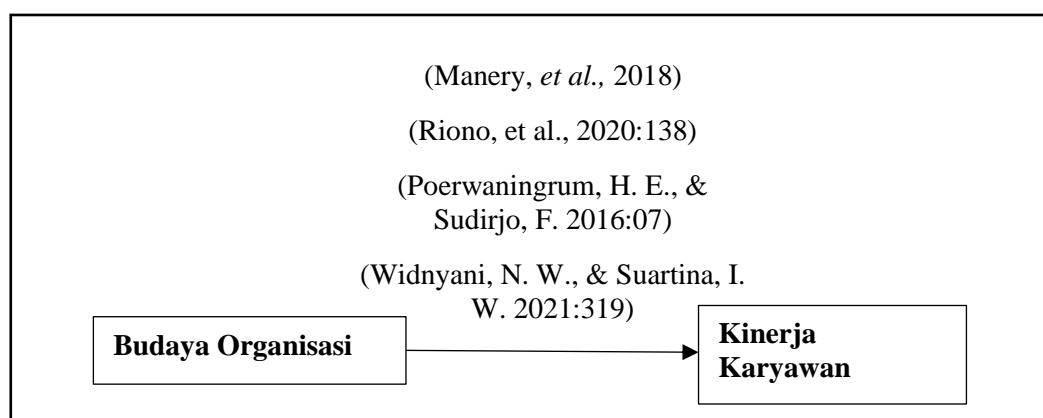 (Manery, et al., 2018)
(Riono, et al., 2020:138)
(Poerwaningrum, H. E., &
Sudirjo, F. 2016:07)
(Widnyani, N. W., & Suartina, I.
W. 2021:319)
Budaya Organisasi
Kinerja
Karyawan